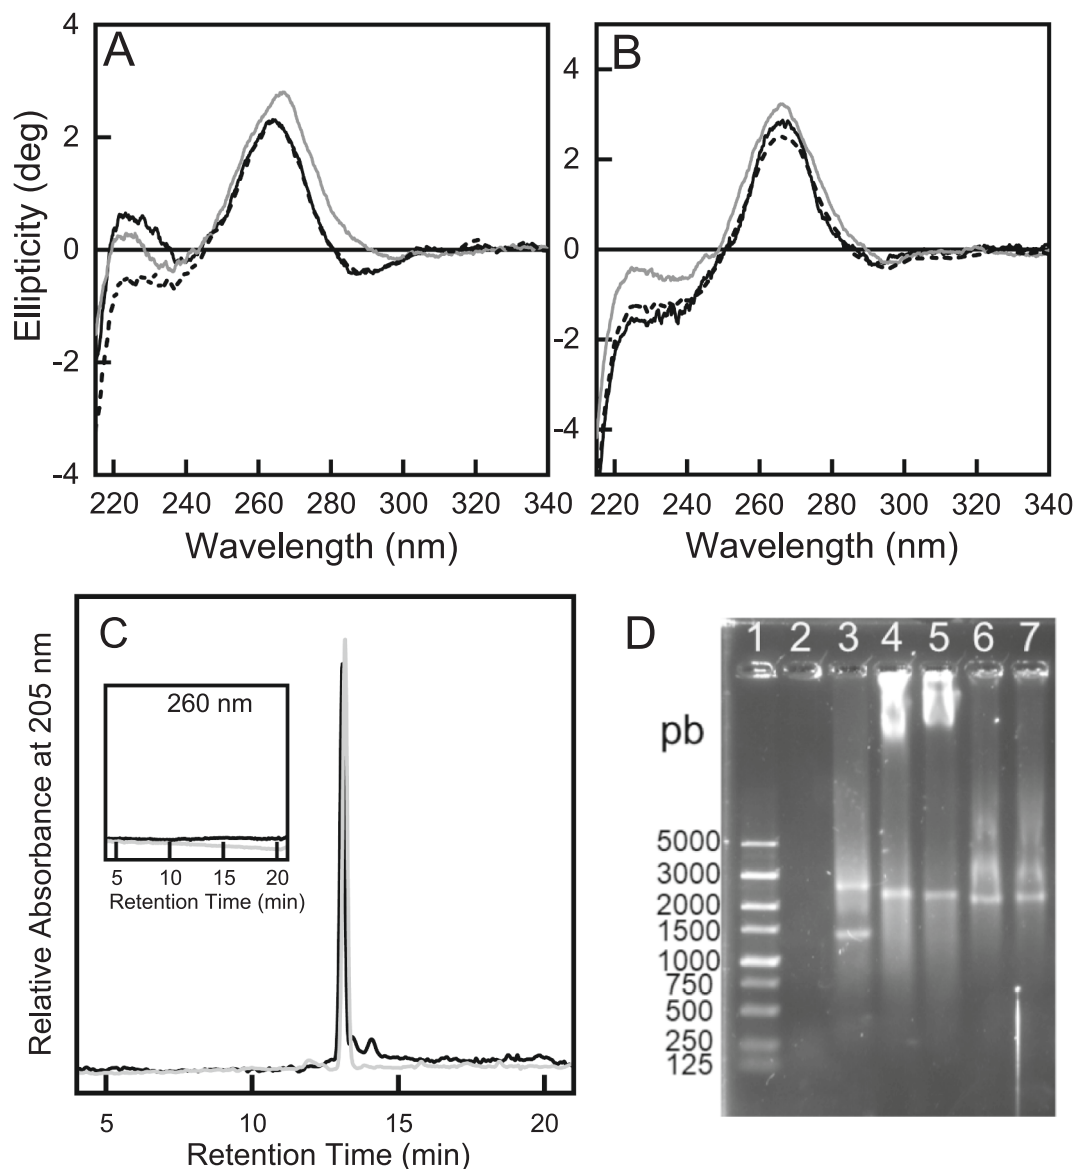 A
4
2
0
-2
-4
Ellipticity (deg)
220 240 260 280 300 320 340
Wavelength (nm)
B
4
2
0
-2
-4
220 240 260 280 300 320 340
Wavelength (nm)
C
Relative Absorbance at 205 nm
260 nm
5 10 15 20
Retention Time (min)
5 10 15 20
Retention Time (min)
D
1 2 3 4 5 6 7
pb
5000
3000
2000
1500
1000
750
500
250
125